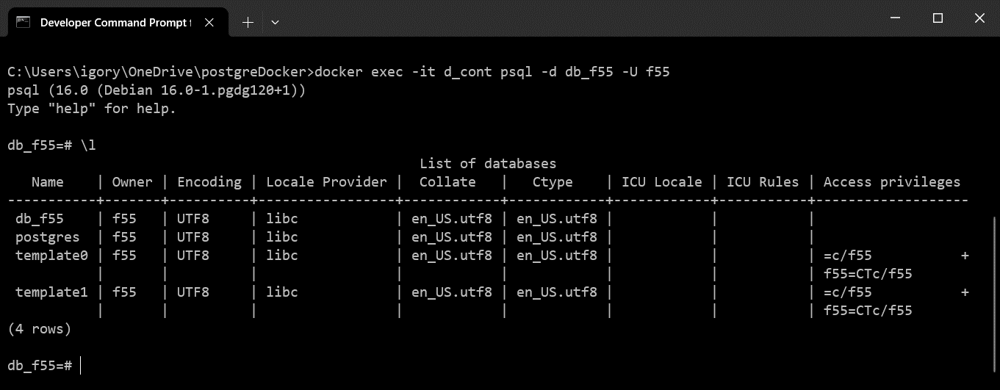 Developer Command Prompt f
C:\Users\igory\OneDrive\postgreDocker>docker exec -it d_cont psql -d db_f55 -U f55
psql (16.0 (Debian 16.0-1.pgdg120+1))
Type "help" for help.
db_f55=# \l
                                                   List of databases
   Name    | Owner | Encoding | Locale Provider |  Collate   |   Ctype    | ICU Locale | ICU Rules | Access privileges
-----------+-------+----------+-----------------+------------+------------+------------+-----------+-------------------
 db_f55    | f55   | UTF8     | libc            | en_US.utf8 | en_US.utf8 |            |           |
 postgres  | f55   | UTF8     | libc            | en_US.utf8 | en_US.utf8 |            |           |
 template0 | f55   | UTF8     | libc            | en_US.utf8 | en_US.utf8 |            |           | =c/f55           +
           |       |          |                 |            |            |            |           | f55=CTc/f55
 template1 | f55   | UTF8     | libc            | en_US.utf8 | en_US.utf8 |            |           | =c/f55           +
           |       |          |                 |            |            |            |           | f55=CTc/f55
(4 rows)
db_f55=#